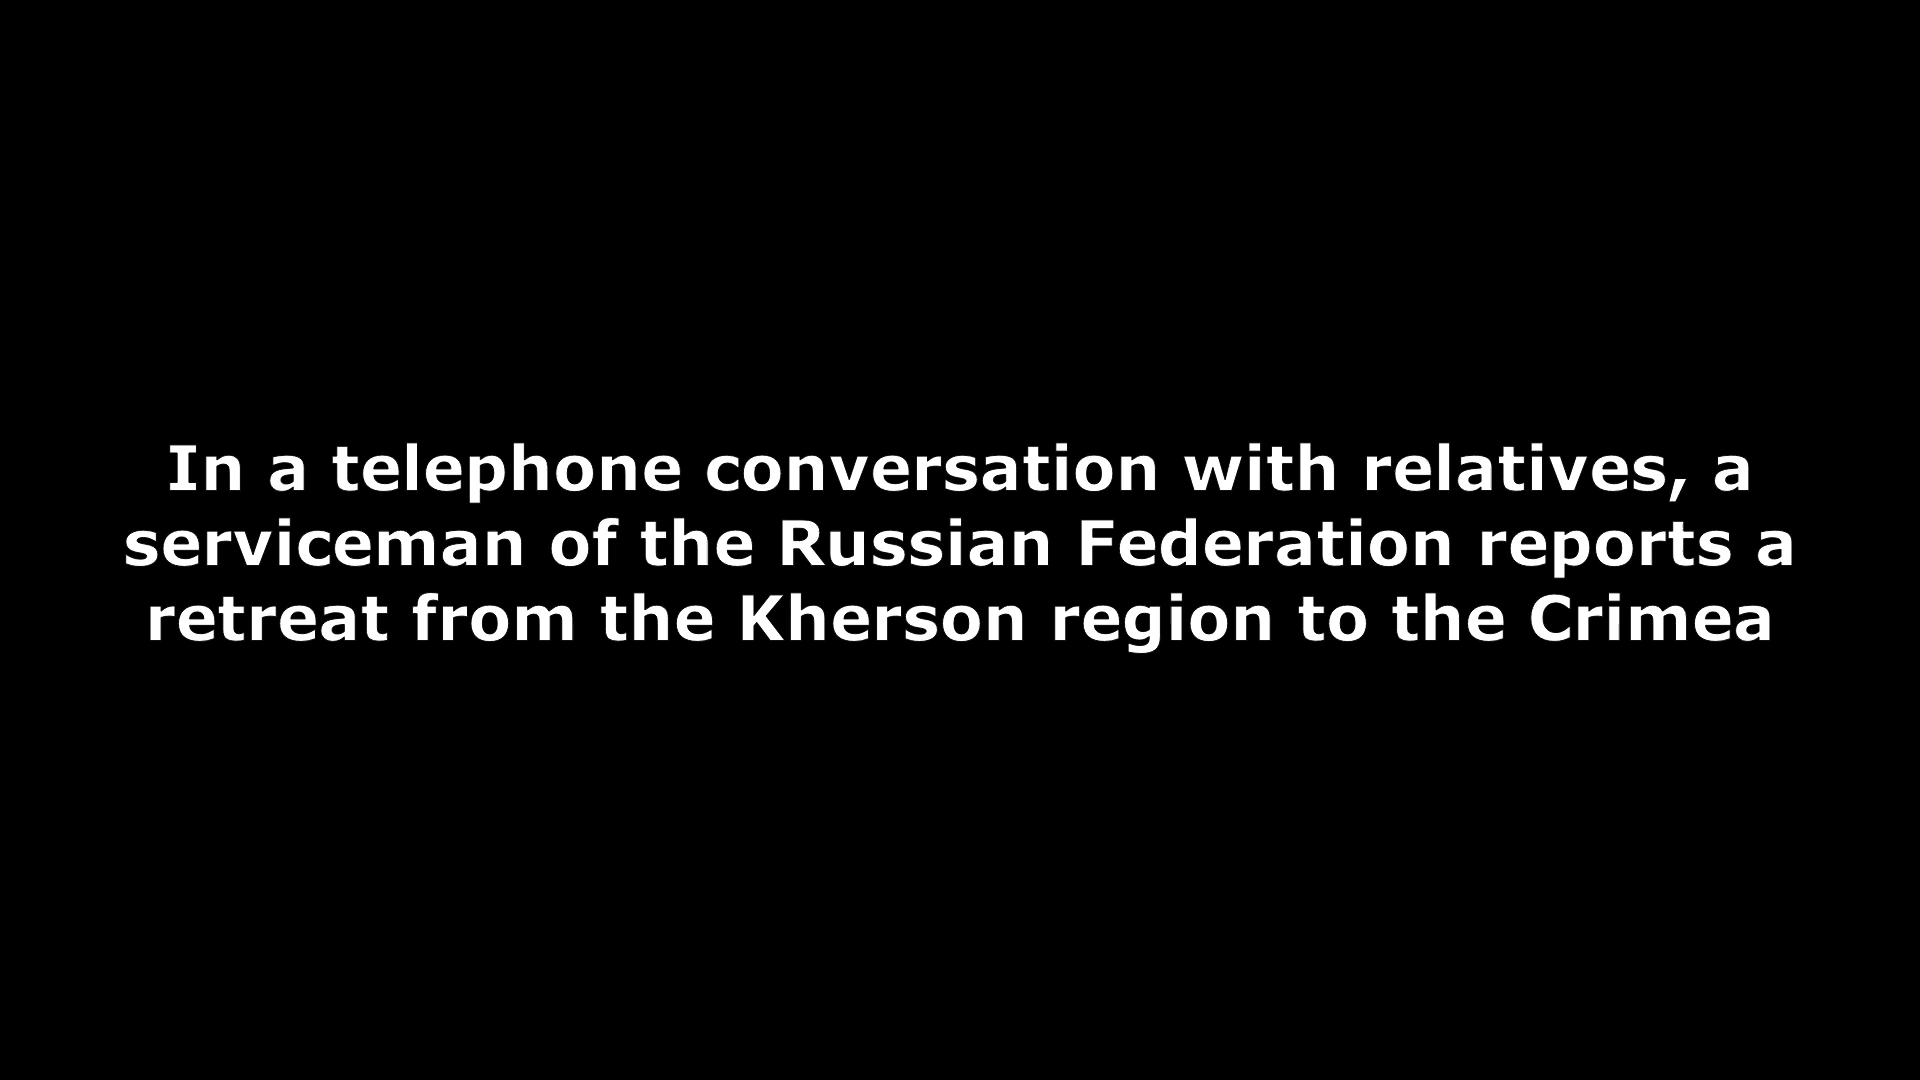 In a telephone conversation with relatives, a
serviceman of the Russian Federation reports a
retreat from the Kherson region to the Crimea